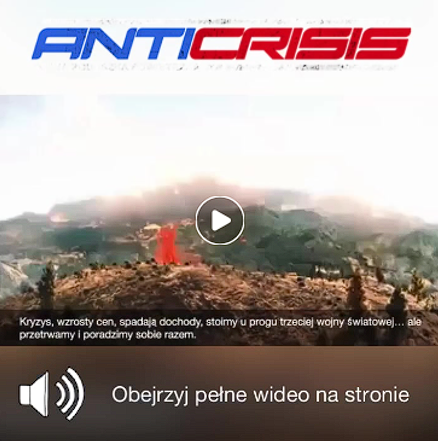 ANTICRISIS
Kryzys, wzrosty cen, spadają dochody, stoimy u progu trzeciej wojny światowej... ale
przetrwamy i poradzimy sobie razem.
Obejrzyj pełne wideo na stronie